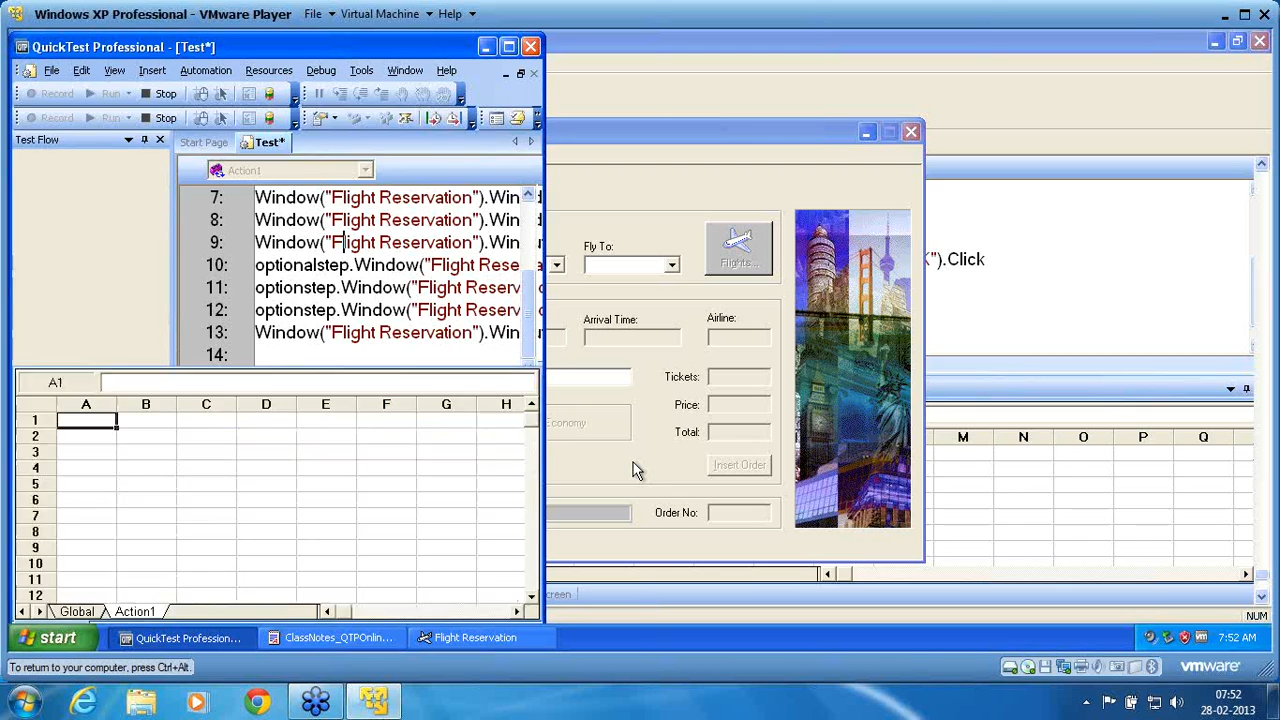 Windows XP Professional - VMware Player File Virtual Machine Help
QuickTest Professional - [Test*]
File Edit View Insert Automation Resources Debug Tools Window Help
Record Run Stop
Record Run Stop
Test Flow
Start Page Test*
Action1
7: Window("Flight Reservation").Win
8: Window("Flight Reservation").Win
9: Window("Flight Reservation").Win
10: optionalstep.Window("Flight Rese
11: optionstep.Window("Flight Reserv
12: optionstep.Window("Flight Reserv
13: Window("Flight Reservation").Win
14:
Fly To:
Flights...
").Click
Arrival Time: Airline:
Tickets:
Price:
Economy
Total:
Insert Order
Order No:
A1
A B C D E F G H
M N O P Q
1
2
3
4
5
6
7
8
9
10
11
12
Global Action1
creen
NUM
start QuickTest Profession... ClassNotes_QTPOnlin... Flight Reservation 7:52 AM
To return to your computer, press Ctrl+Alt. vmware
07:52
28-02-2013